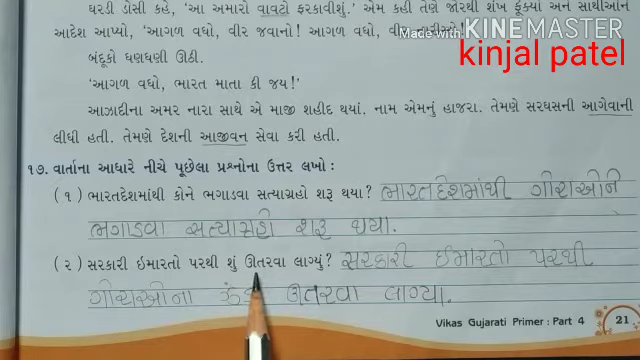 ઘરડી ડોસી કહે, 'આ અમારો વાવટો ફરકાવીશું.' એમ કહી તેણે જોરથી શંખ ફૂંક્યો અને સાથીઓને
આદેશ આપ્યો, 'આગળ વધો, વીર જવાનો! આગળ વધો, વીર
Made with KINEMASTER
kinjal patel
બંદૂકો ધણધણી ઊઠી.
'આગળ વધો, ભારત માતા કી જય!'
આઝાદીના અમર નારા સાથે એ માજી શહીદ થયાં. નામ એમનું હાજરા. તેમણે સરઘસની આગેવાની
લીધી હતી. તેમણે દેશની આજીવન સેવા કરી હતી.
૧૭. વાર્તાના આધારે નીચે પૂછેલા પ્રશ્નોના ઉત્તર લખો :
(૧) ભારતદેશમાંથી કોને ભગાડવા સત્યાગ્રહો શરૂ થયા? ભારતદેશમાંથી ગોરાઓને
ભગાડવા સત્યાગ્રહો શરૂ થયા.
(૨) સરકારી ઇમારતો પરથી શું ઊતરવા લાગ્યું? સરકારી ઈમારતો પરથી
ગોરાઓના ઉતરવા લાગ્યા.
Vikas Gujarati Primer : Part 4 21